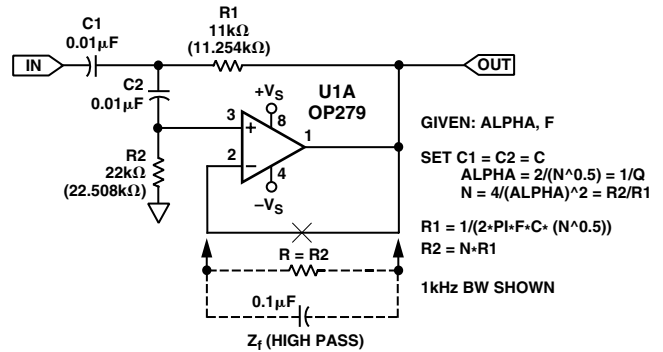 C1
0.01µF
R1
11kΩ
(11.254kΩ)
IN
OUT
C2
0.01µF
+VS
U1A
OP279
3
8
1
2
4
+
−
−VS
R2
22kΩ
(22.508kΩ)
R = R2
0.1µF
Zf (HIGH PASS)
GIVEN: ALPHA, F
SET C1 = C2 = C
ALPHA = 2/(N^0.5) = 1/Q
N = 4/(ALPHA)^2 = R2/R1
R1 = 1/(2*PI*F*C* (N^0.5))
R2 = N*R1
1kHz BW SHOWN